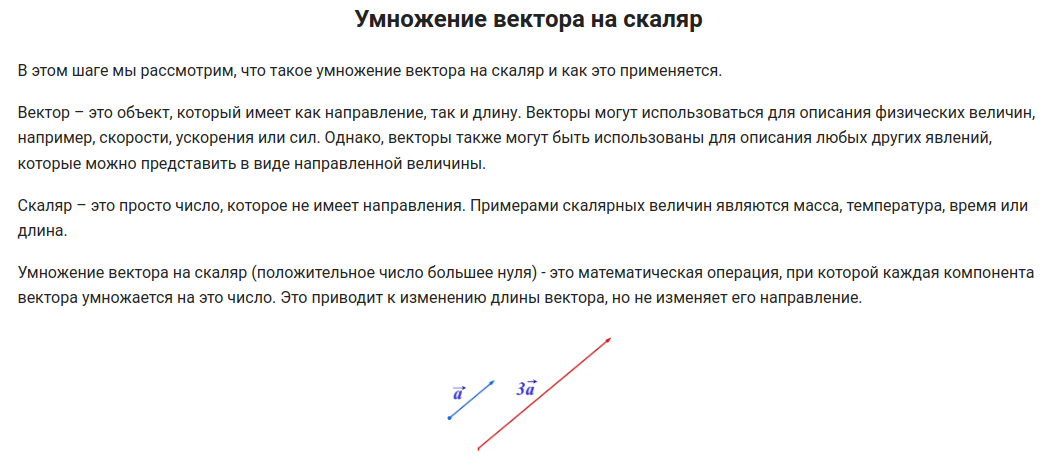 Умножение вектора на скаляр
В этом шаге мы рассмотрим, что такое умножение вектора на скаляр и как это применяется.
Вектор – это объект, который имеет как направление, так и длину. Векторы могут использоваться для описания физических величин,
например, скорости, ускорения или сил. Однако, векторы также могут быть использованы для описания любых других явлений,
которые можно представить в виде направленной величины.
Скаляр – это просто число, которое не имеет направления. Примерами скалярных величин являются масса, температура, время или
длина.
Умножение вектора на скаляр (положительное число большее нуля) - это математическая операция, при которой каждая компонента
вектора умножается на это число. Это приводит к изменению длины вектора, но не изменяет его направление.
a⃗
3a⃗